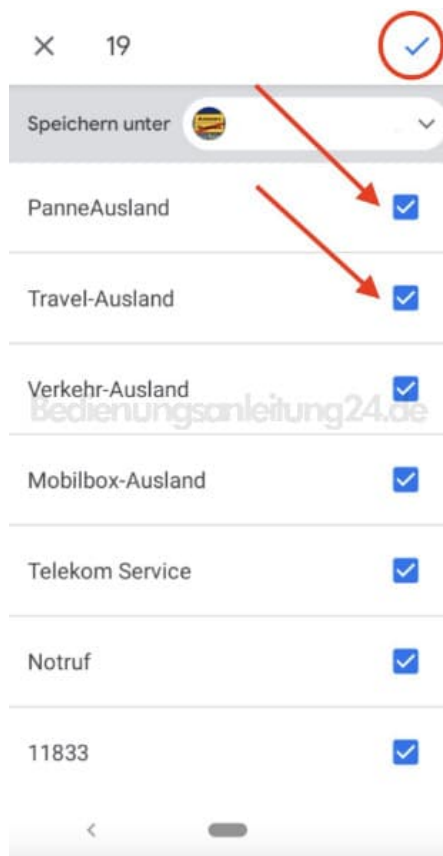 19
Speichern unter
PanneAusland
Travel-Ausland
Verkehr-Ausland
Bedienungsanleitung24.de
Mobilbox-Ausland
Telekom Service
Notruf
11833